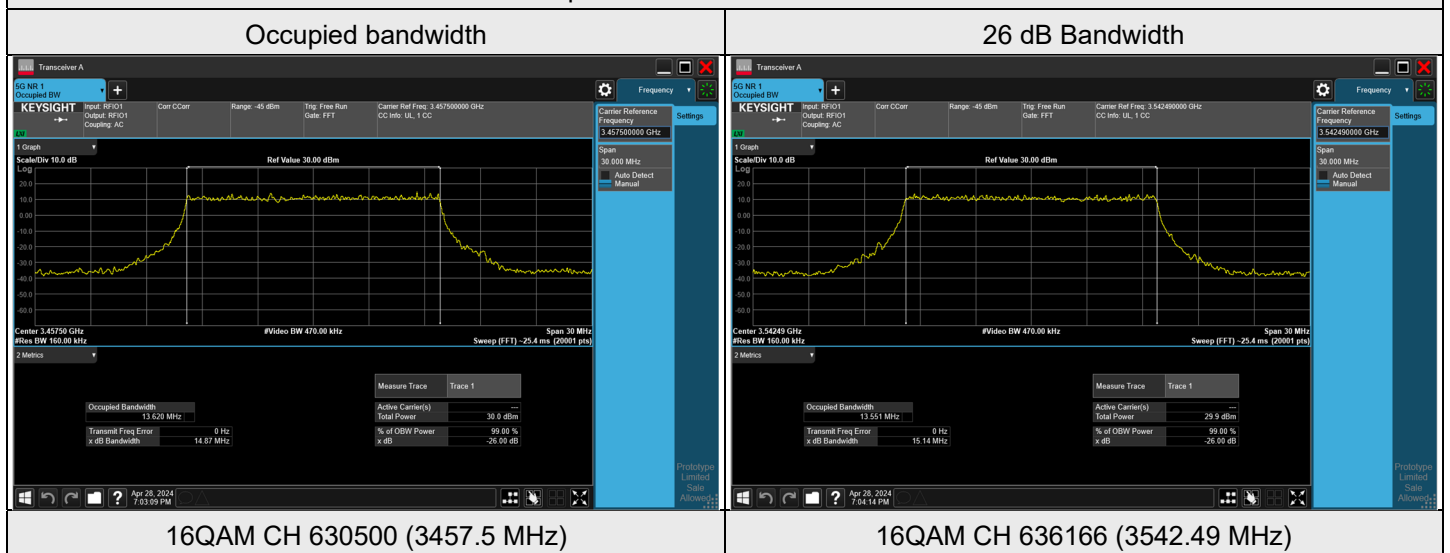 Occupied bandwidth
26 dB Bandwidth
Transceiver A
5G NR 1
Occupied BW
+
Frequency
KEYSIGHT
Input: RFIO1
Output: RFIO1
Coupling: AC
Corr CCorr
Range: -45 dBm
Trig: Free Run
Gate: FFT
Carrier Ref Freq: 3.457500000 GHz
CC Info: UL, 1 CC
LXI
Carrier Reference
Frequency
3.457500000 GHz
Settings
Span
30.000 MHz
Auto Detect
Manual
1 Graph
Scale/Div 10.0 dB
Ref Value 30.00 dBm
Log
20.0
10.0
0.00
-10.0
-20.0
-30.0
-40.0
-50.0
-60.0
Center 3.45750 GHz
#Video BW 470.00 kHz
Span 30 MHz
#Res BW 160.00 kHz
Sweep (FFT) ~25.4 ms (20001 pts)
2 Metrics
Measure Trace
Trace 1
Occupied Bandwidth
13.620 MHz
Active Carrier(s)
---
Total Power
30.0 dBm
Transmit Freq Error
0 Hz
% of OBW Power
99.00 %
x dB Bandwidth
14.87 MHz
x dB
-26.00 dB
Prototype
Limited
Sale
Allowed
?
Apr 28, 2024
7:03:09 PM
Transceiver A
5G NR 1
Occupied BW
+
Frequency
KEYSIGHT
Input: RFIO1
Output: RFIO1
Coupling: AC
Corr CCorr
Range: -45 dBm
Trig: Free Run
Gate: FFT
Carrier Ref Freq: 3.542490000 GHz
CC Info: UL, 1 CC
LXI
Carrier Reference
Frequency
3.542490000 GHz
Settings
Span
30.000 MHz
Auto Detect
Manual
1 Graph
Scale/Div 10.0 dB
Ref Value 30.00 dBm
Log
20.0
10.0
0.00
-10.0
-20.0
-30.0
-40.0
-50.0
-60.0
Center 3.54249 GHz
#Video BW 470.00 kHz
Span 30 MHz
#Res BW 160.00 kHz
Sweep (FFT) ~25.4 ms (20001 pts)
2 Metrics
Measure Trace
Trace 1
Occupied Bandwidth
13.551 MHz
Active Carrier(s)
---
Total Power
29.9 dBm
Transmit Freq Error
0 Hz
% of OBW Power
99.00 %
x dB Bandwidth
15.14 MHz
x dB
-26.00 dB
Prototype
Limited
Sale
Allowed
?
Apr 28, 2024
7:04:14 PM
16QAM CH 630500 (3457.5 MHz)
16QAM CH 636166 (3542.49 MHz)